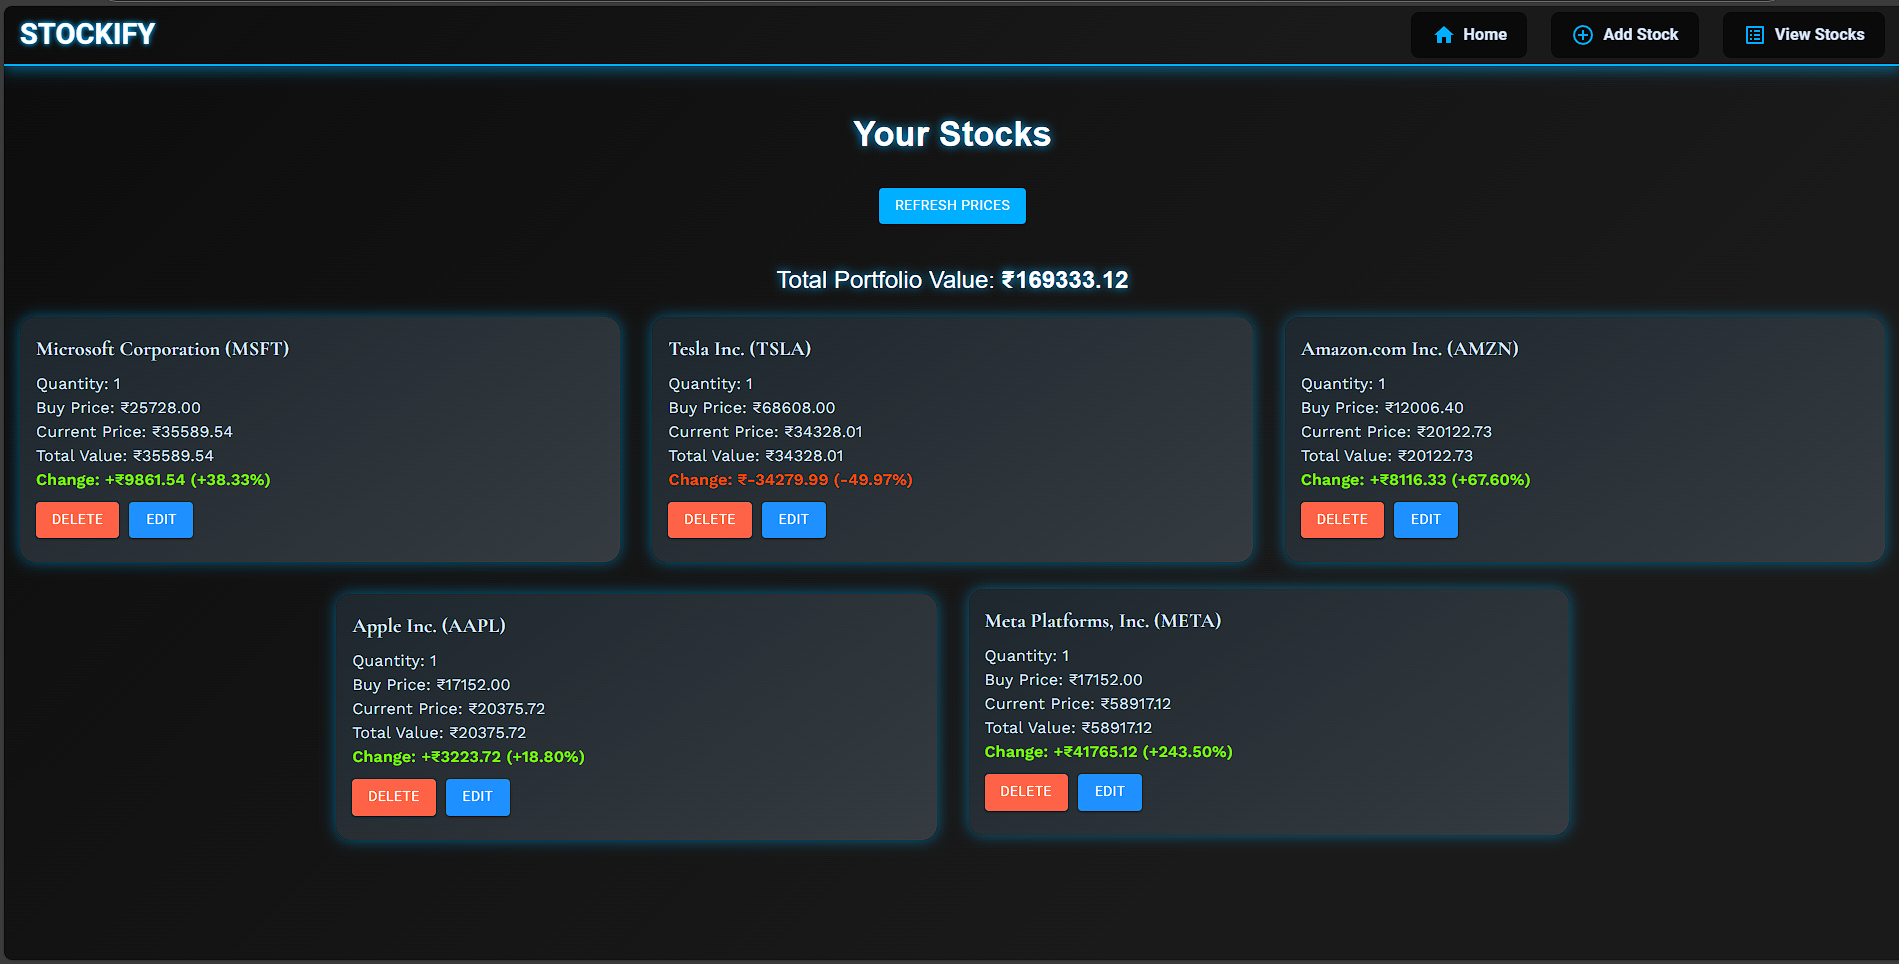 STOCKIFY
Home
Add Stock
View Stocks
Your Stocks
REFRESH PRICES
Total Portfolio Value: ₹169333.12
Microsoft Corporation (MSFT)
Quantity: 1
Buy Price: ₹25728.00
Current Price: ₹35589.54
Total Value: ₹35589.54
Change: +₹9861.54 (+38.33%)
DELETE
EDIT
Tesla Inc. (TSLA)
Quantity: 1
Buy Price: ₹68608.00
Current Price: ₹34328.01
Total Value: ₹34328.01
Change: ₹-34279.99 (-49.97%)
DELETE
EDIT
Amazon.com Inc. (AMZN)
Quantity: 1
Buy Price: ₹12006.40
Current Price: ₹20122.73
Total Value: ₹20122.73
Change: +₹8116.33 (+67.60%)
DELETE
EDIT
Apple Inc. (AAPL)
Quantity: 1
Buy Price: ₹17152.00
Current Price: ₹20375.72
Total Value: ₹20375.72
Change: +₹3223.72 (+18.80%)
DELETE
EDIT
Meta Platforms, Inc. (META)
Quantity: 1
Buy Price: ₹17152.00
Current Price: ₹58917.12
Total Value: ₹58917.12
Change: +₹41765.12 (+243.50%)
DELETE
EDIT